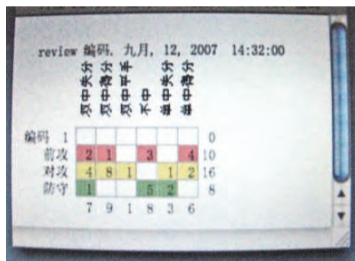 review 编码, 九月, 12, 2007 14:32:00
双中失分
双中得分
双中平手
不中
单中失分
单中得分
编码 1 0
前攻 2 1 3 4 10
对攻 4 8 1 1 2 16
防守 1 5 2 8
7 9 1 8 3 6